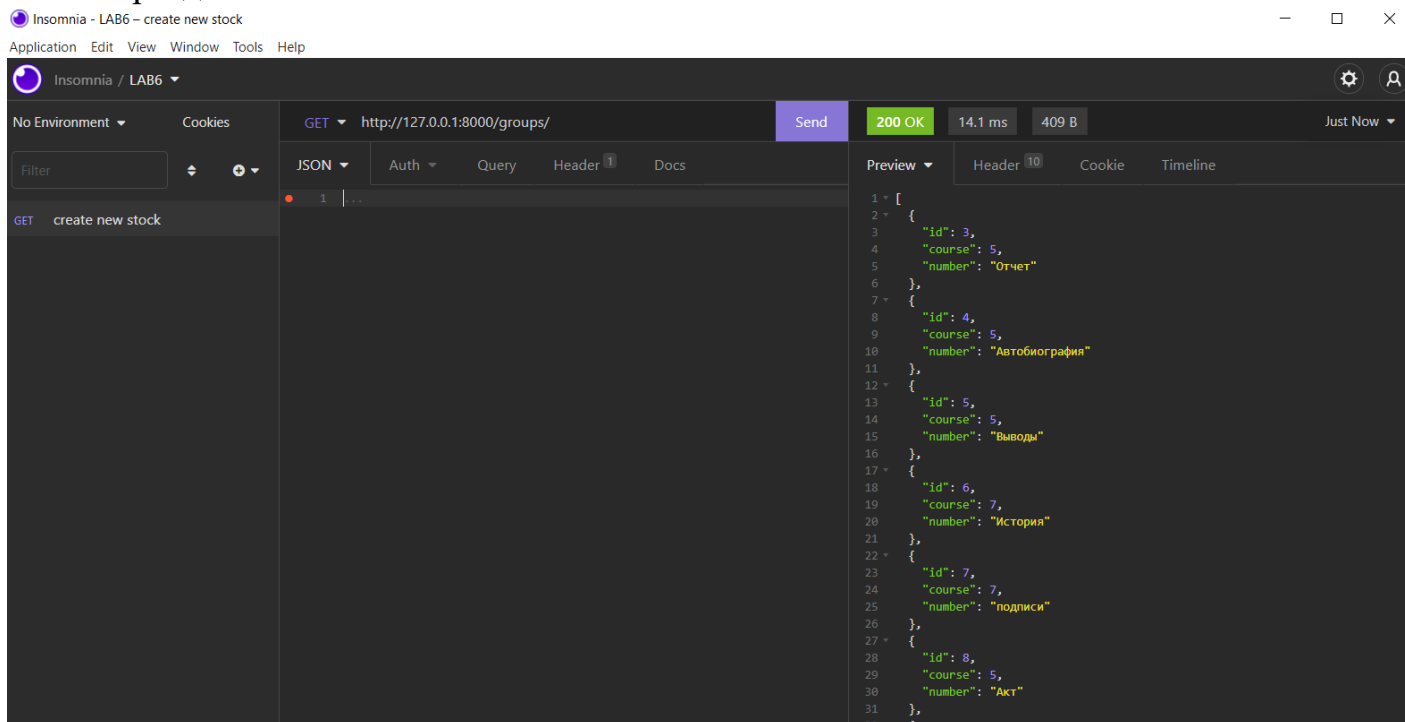 Insomnia - LAB6 – create new stock
Application Edit View Window Tools Help
Insomnia / LAB6
No Environment Cookies
GET http://127.0.0.1:8000/groups/ Send
200 OK 14.1 ms 409 B Just Now
Filter
JSON Auth Query Header 1 Docs
Preview Header 10 Cookie Timeline
GET create new stock
1 ...
1 [
2 {
3 "id": 3,
4 "course": 5,
5 "number": "Отчет"
6 },
7 {
8 "id": 4,
9 "course": 5,
10 "number": "Автобиография"
11 },
12 {
13 "id": 5,
14 "course": 5,
15 "number": "Выводы"
16 },
17 {
18 "id": 6,
19 "course": 7,
20 "number": "История"
21 },
22 {
23 "id": 7,
24 "course": 7,
25 "number": "подписи"
26 },
27 {
28 "id": 8,
29 "course": 5,
30 "number": "Акт"
31 },